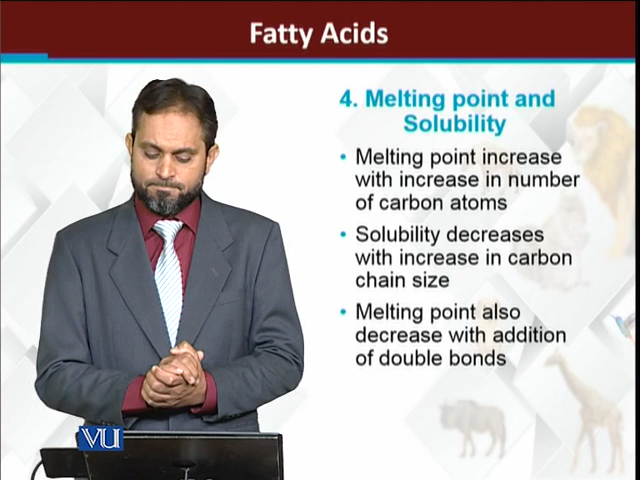 Fatty Acids
4. Melting point and
Solubility
• Melting point increase
with increase in number
of carbon atoms
• Solubility decreases
with increase in carbon
chain size
• Melting point also
decrease with addition
of double bonds
VU